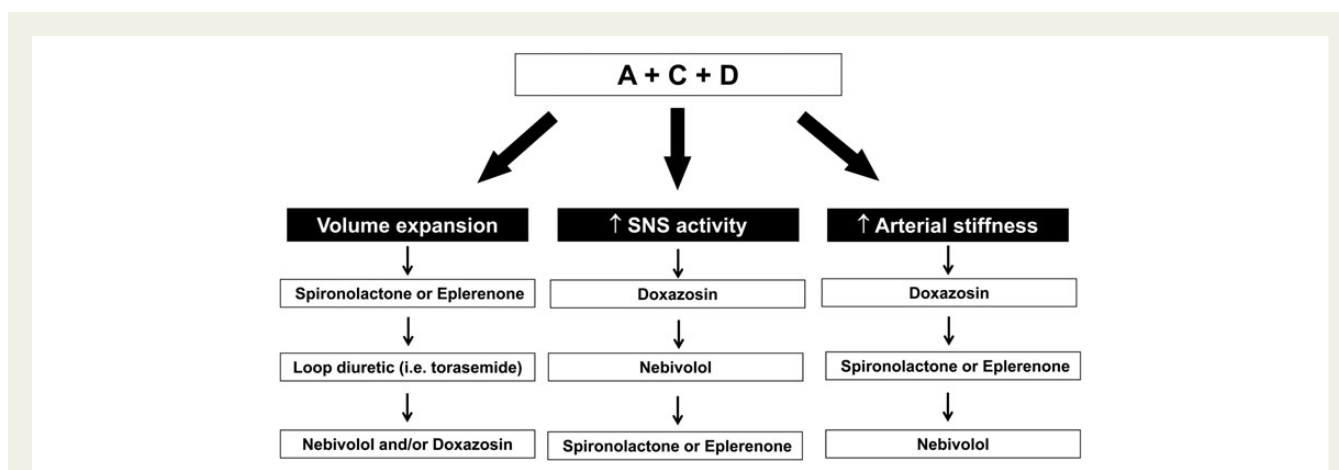 A + C + D
Volume expansion
↑ SNS activity
↑ Arterial stiffness
Spironolactone or Eplerenone
Doxazosin
Doxazosin
Loop diuretic (i.e. torasemide)
Nebivolol
Spironolactone or Eplerenone
Nebivolol and/or Doxazosin
Spironolactone or Eplerenone
Nebivolol